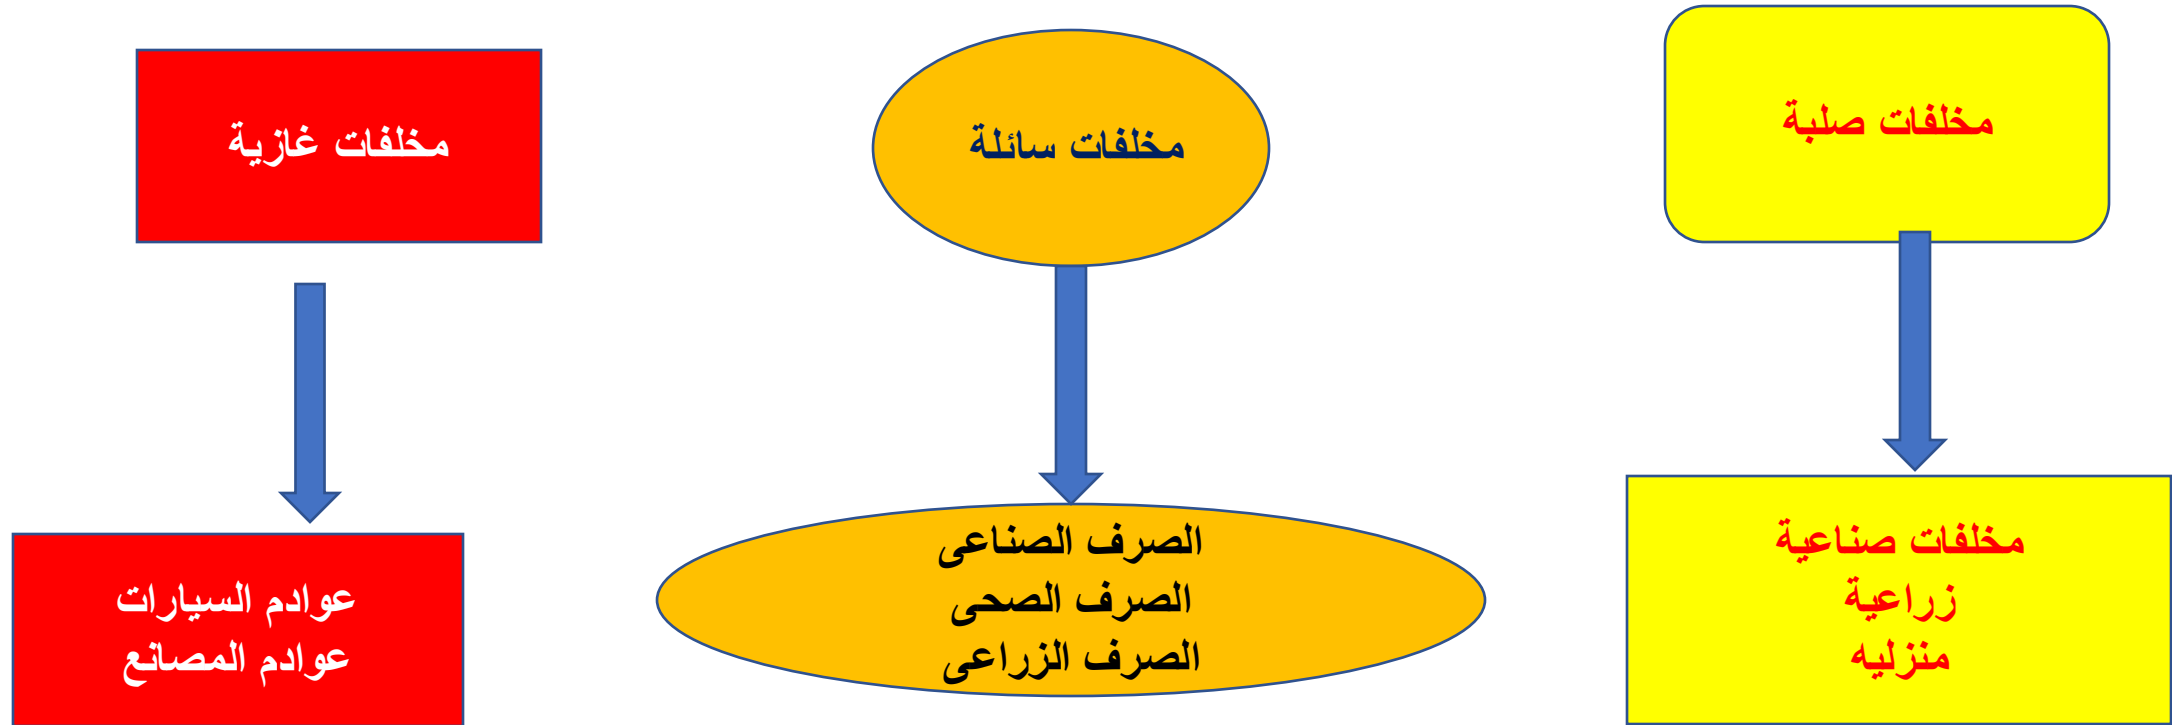 مخلفات صلبة
مخلفات سائلة
مخلفات غازية
مخلفات صناعية
زراعية
منزليه
الصرف الصناعى
الصرف الصحى
الصرف الزراعى
عوادم السيارات
عوادم المصانع